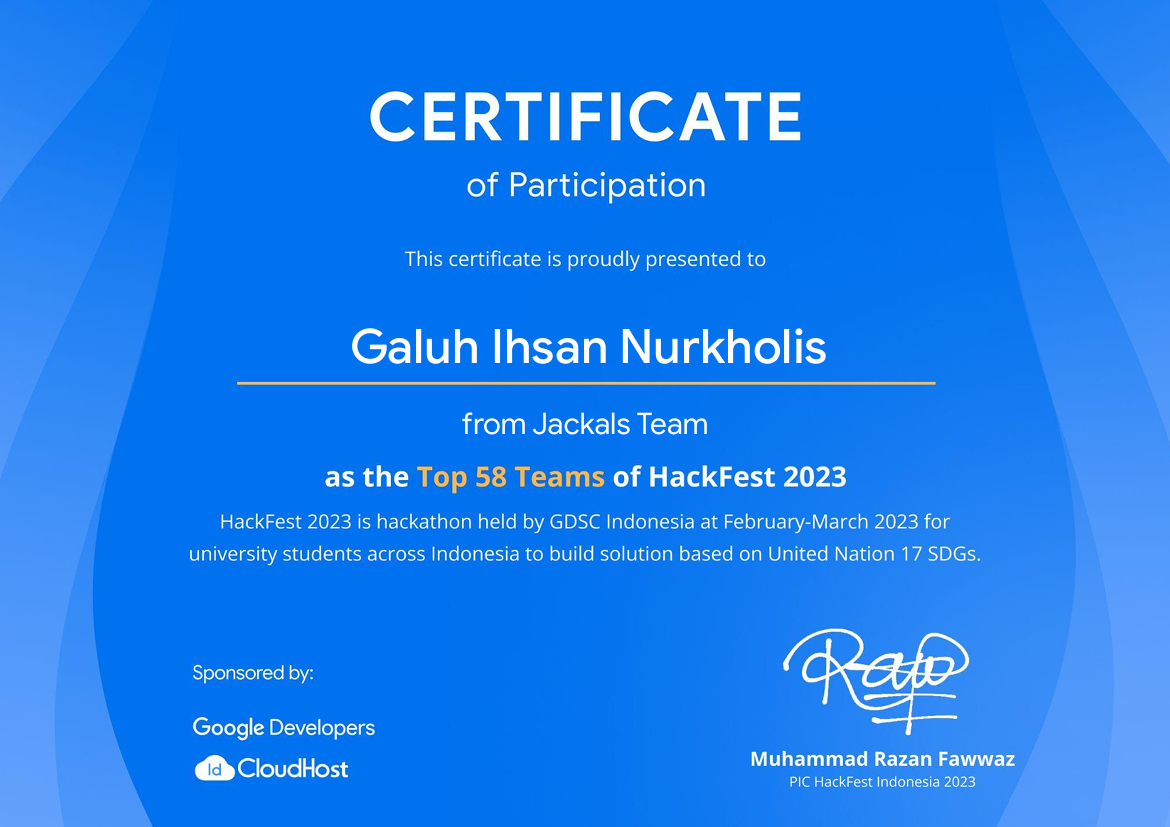 CERTIFICATE
of Participation
This certificate is proudly presented to
Galuh Ihsan Nurkholis
from Jackals Team
as the Top 58 Teams of HackFest 2023
HackFest 2023 is hackathon held by GDSC Indonesia at February-March 2023 for
university students across Indonesia to build solution based on United Nation 17 SDGs.
Sponsored by:
Google Developers
Id CloudHost
Muhammad Razan Fawwaz
PIC HackFest Indonesia 2023